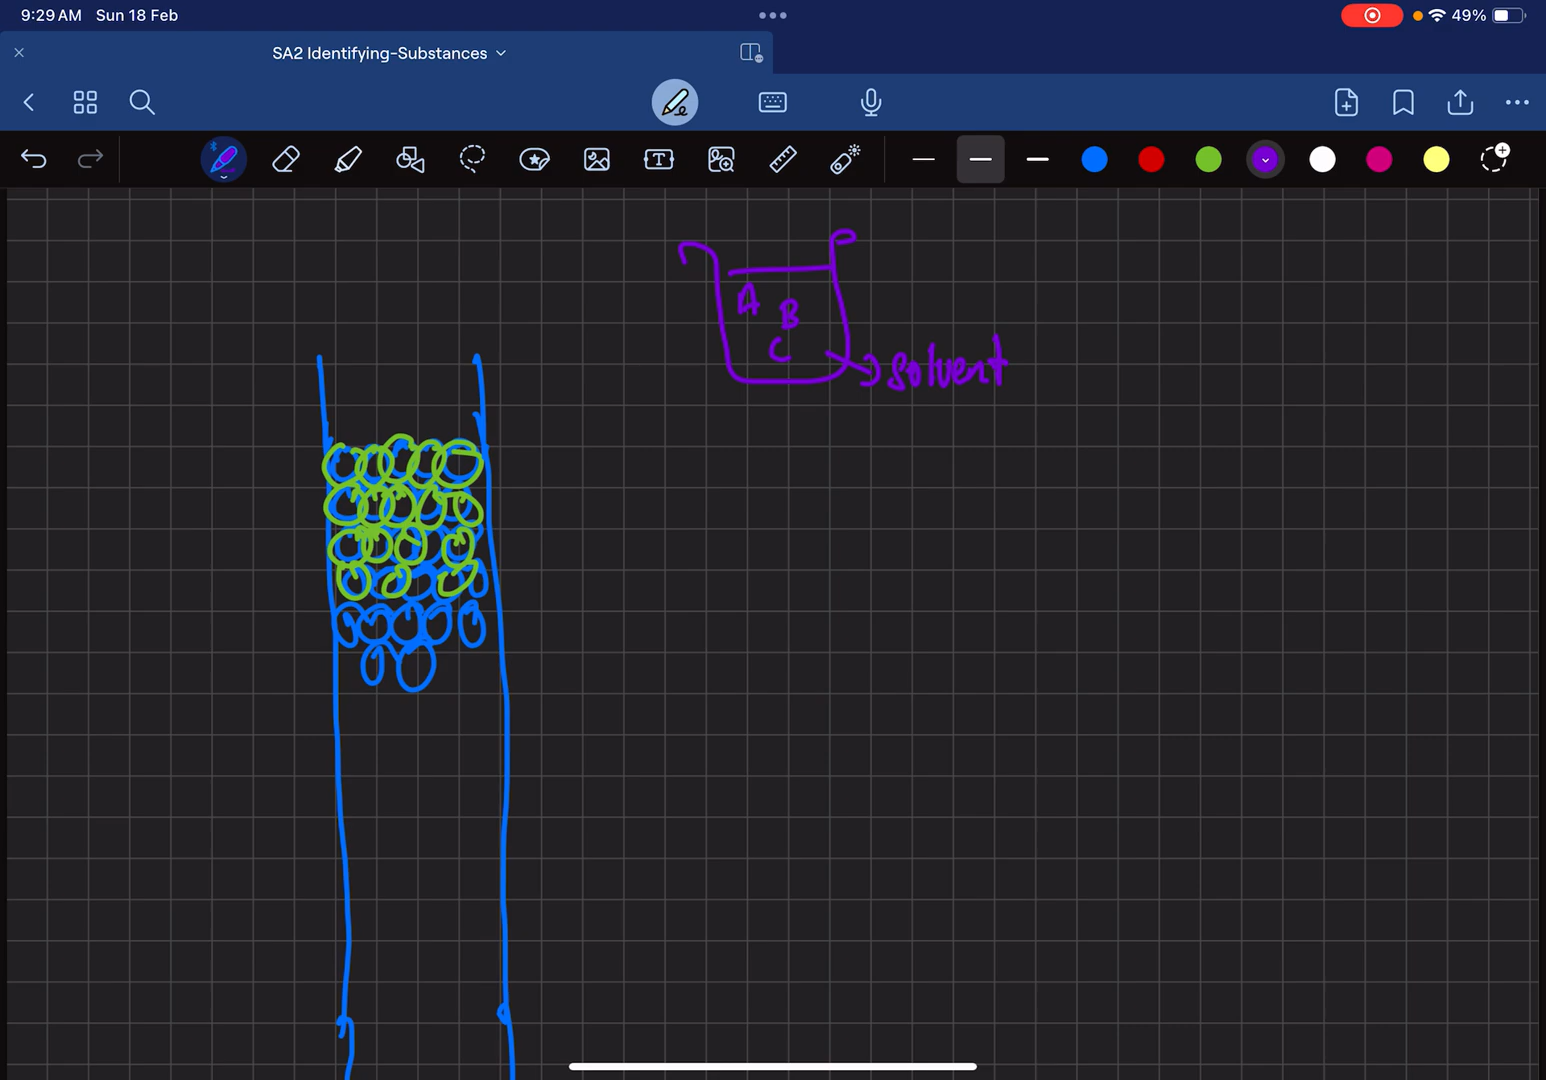 9:29 AM Sun 18 Feb
49%
SA2 Identifying-Substances
T
A
B
C
solvent